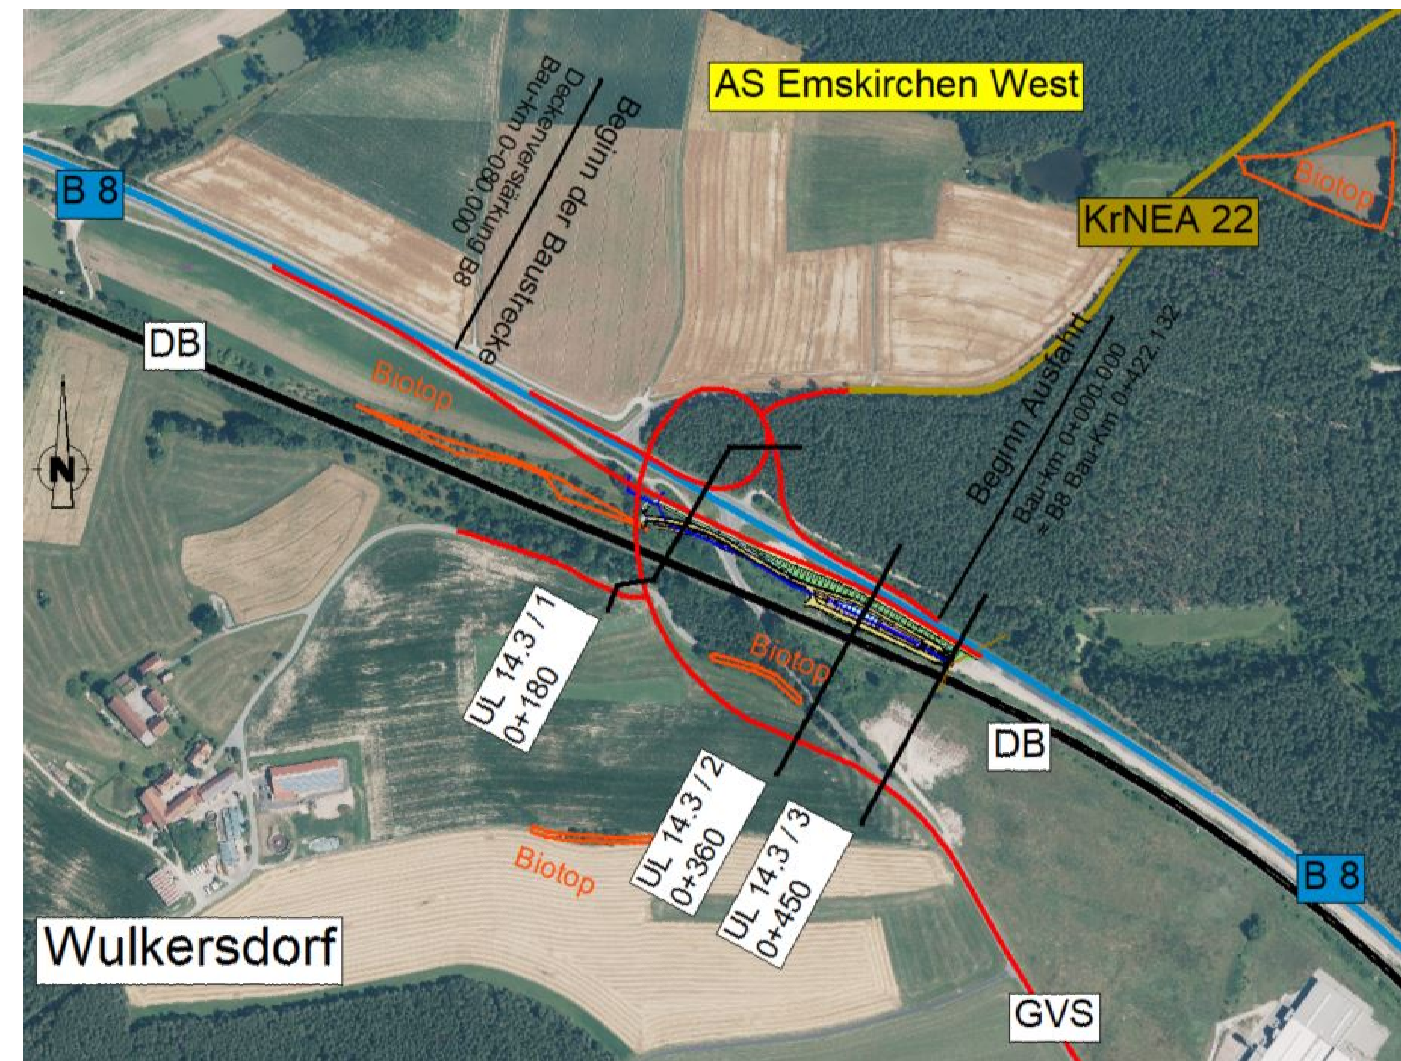 AS Emskirchen West
B 8
Beginn der Baustrecke
Deckenverstärkung B8
Bau-km 0-080,000
Biotop
KrNEA 22
DB
Biotop
Beginn Ausfahrt
Bau-km 0+000,000
= B8 Bau-Km 0+422,132
N
UL 14.3 / 1
0+180
Biotop
DB
UL 14.3 / 2
0+360
UL 14.3 / 3
0+450
Biotop
B 8
Wulkersdorf
GVS